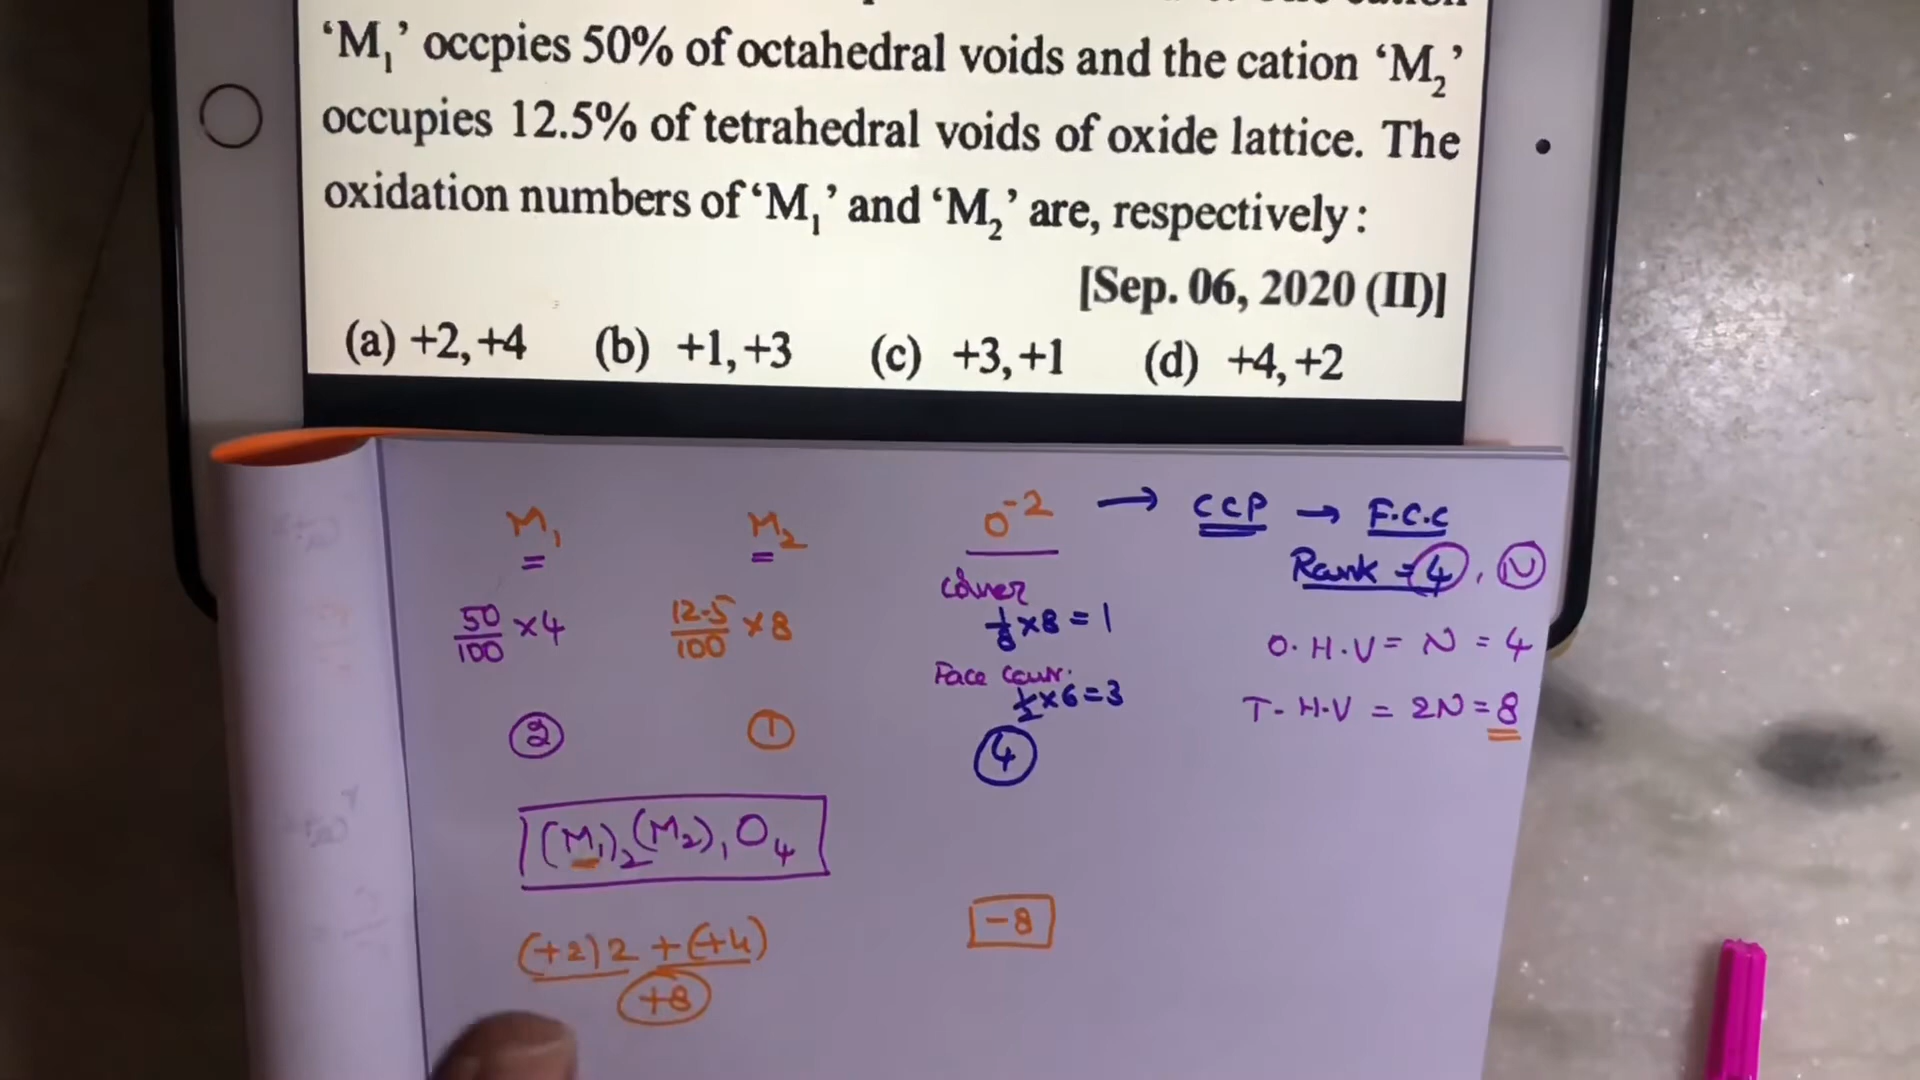 'M₁' occpies 50% of octahedral voids and the cation 'M₂'
occupies 12.5% of tetrahedral voids of oxide lattice. The
oxidation numbers of 'M₁' and 'M₂' are, respectively:
[Sep. 06, 2020 (II)]
(a) +2, +4 (b) +1, +3 (c) +3, +1 (d) +4, +2
M₁ M₂ O⁻² → CCP → F.C.C
Rank = 4, N
corner
50/100 × 4 12.5/100 × 8 1/8 × 8 = 1
O.H.V = N = 4
Face
1/2 × 6 = 3
T-H.V = 2N = 8
2 1 4
(M₁)₂(M₂)₁O₄
(+2)2 + (+4) -8
+8